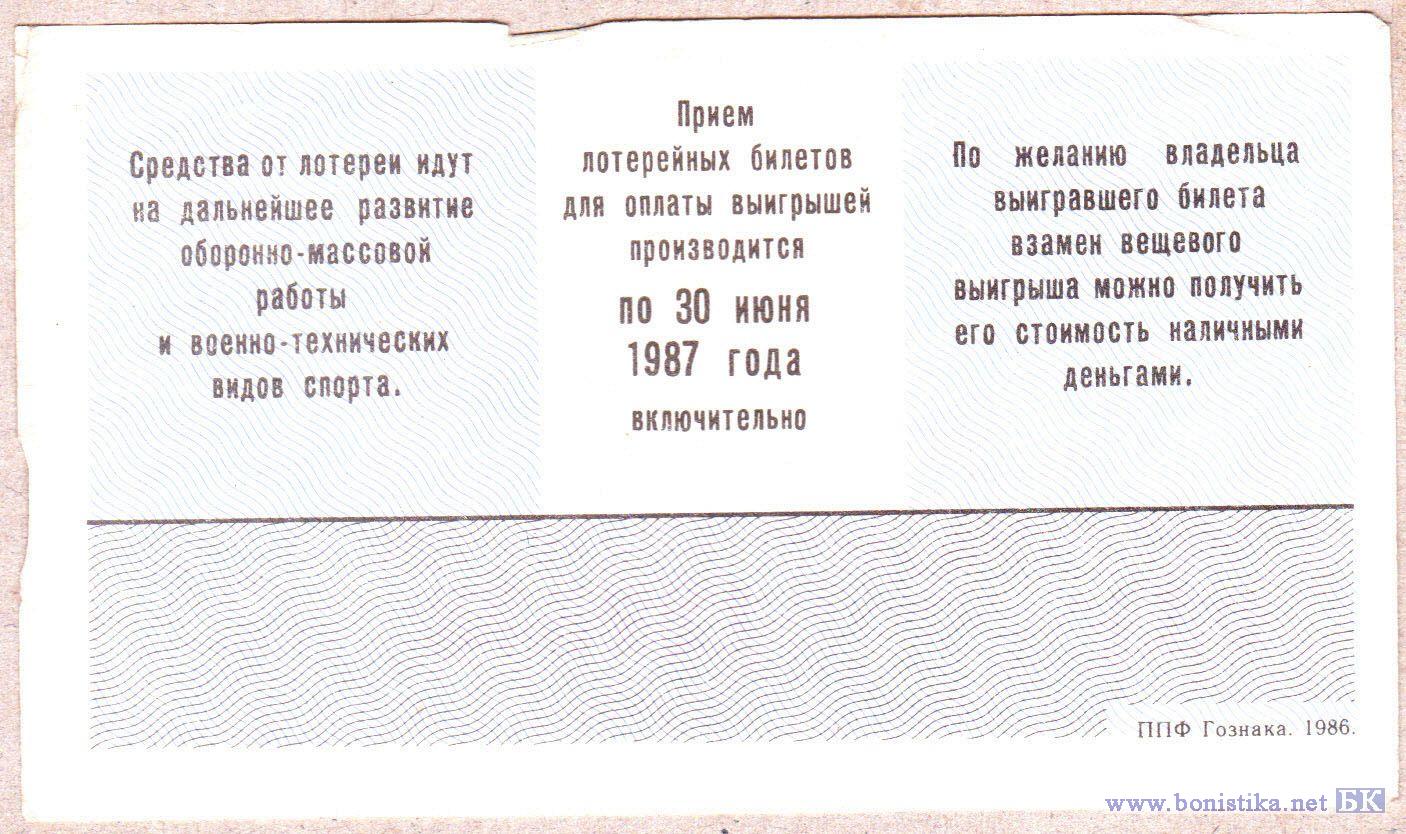 Средства от лотереи идут
на дальнейшее развитие
оборонно-массовой
работы
и военно-технических
видов спорта.
Прием
лотерейных билетов
для оплаты выигрышей
производится
по 30 июня
1987 года
включительно
По желанию владельца
выигравшего билета
взамен вещевого
выигрыша можно получить
его стоимость наличными
деньгами.
ППФ Гознака. 1986.
www.bonistika.net БК